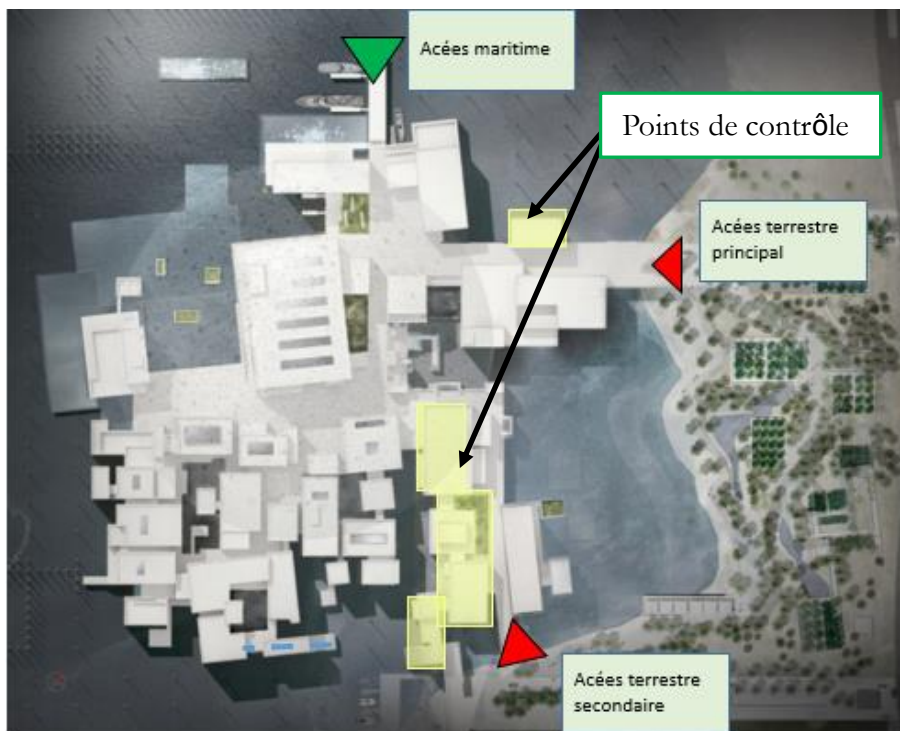 Acées maritime
Points de contrôle
Acées terrestre
principal
Acées terrestre
secondaire